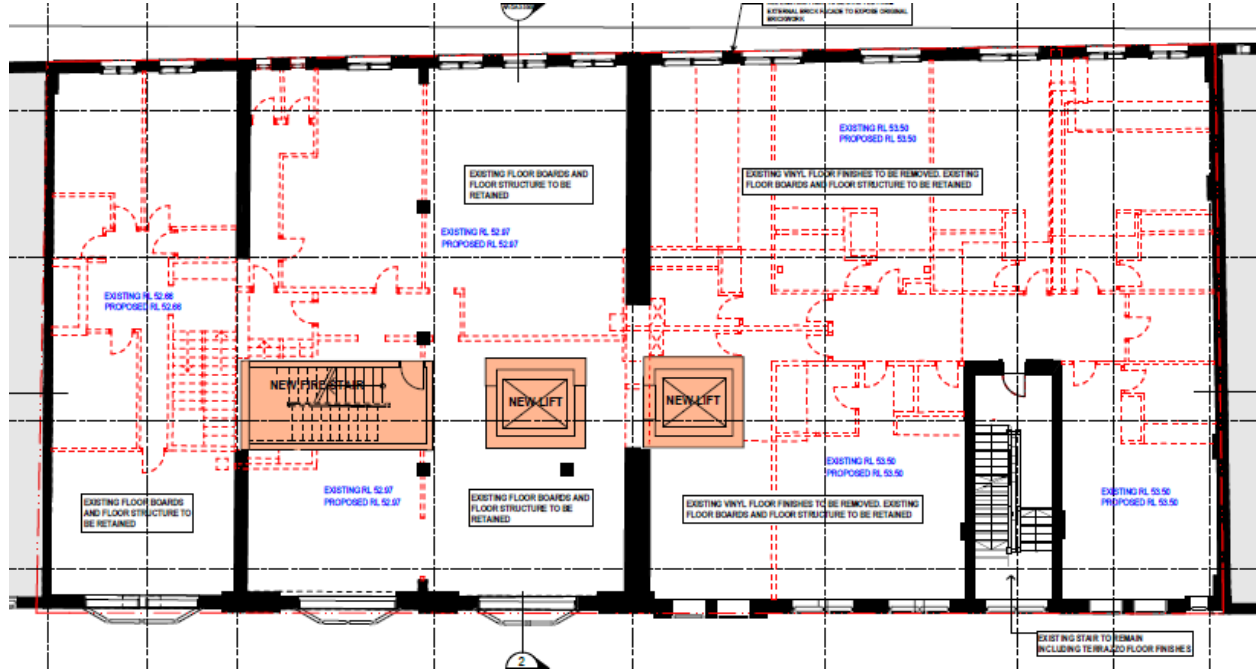 EXTERNAL BRICK FACADE TO EXPOSE ORIGINAL
BRICKWORK
EXISTING RL 53.50
PROPOSED RL 53.50
EXISTING FLOOR BOARDS AND
FLOOR STRUCTURE TO BE
RETAINED
EXISTING VINYL FLOOR FINISHES TO BE REMOVED. EXISTING
FLOOR BOARDS AND FLOOR STRUCTURE TO BE RETAINED
EXISTING RL 52.97
PROPOSED RL 52.97
EXISTING RL 52.66
PROPOSED RL 52.66
NEW FIRE STAIR
NEW LIFT
NEW LIFT
EXISTING RL 53.50
PROPOSED RL 53.50
EXISTING RL 52.97
PROPOSED RL 52.97
EXISTING RL 53.50
PROPOSED RL 53.50
EXISTING FLOOR BOARDS
AND FLOOR STRUCTURE TO
BE RETAINED
EXISTING FLOOR BOARDS AND
FLOOR STRUCTURE TO BE
RETAINED
EXISTING VINYL FLOOR FINISHES TO BE REMOVED. EXISTING
FLOOR BOARDS AND FLOOR STRUCTURE TO BE RETAINED
EXISTING STAIR TO REMAIN
INCLUDING TERRAZZO FLOOR FINISHES
2